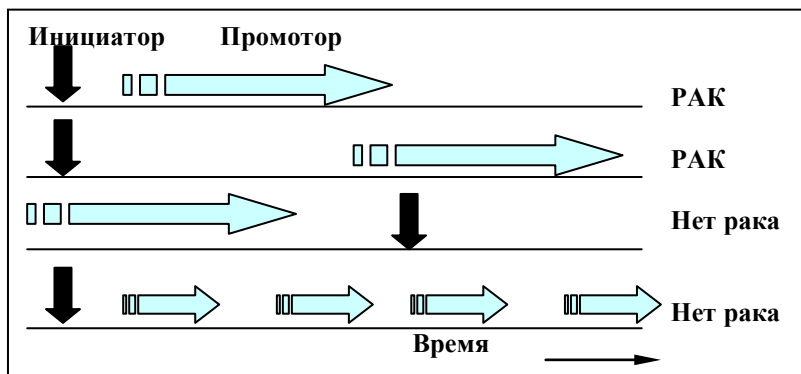 Инициатор Промотор
РАК
РАК
Нет рака
Нет рака
Время